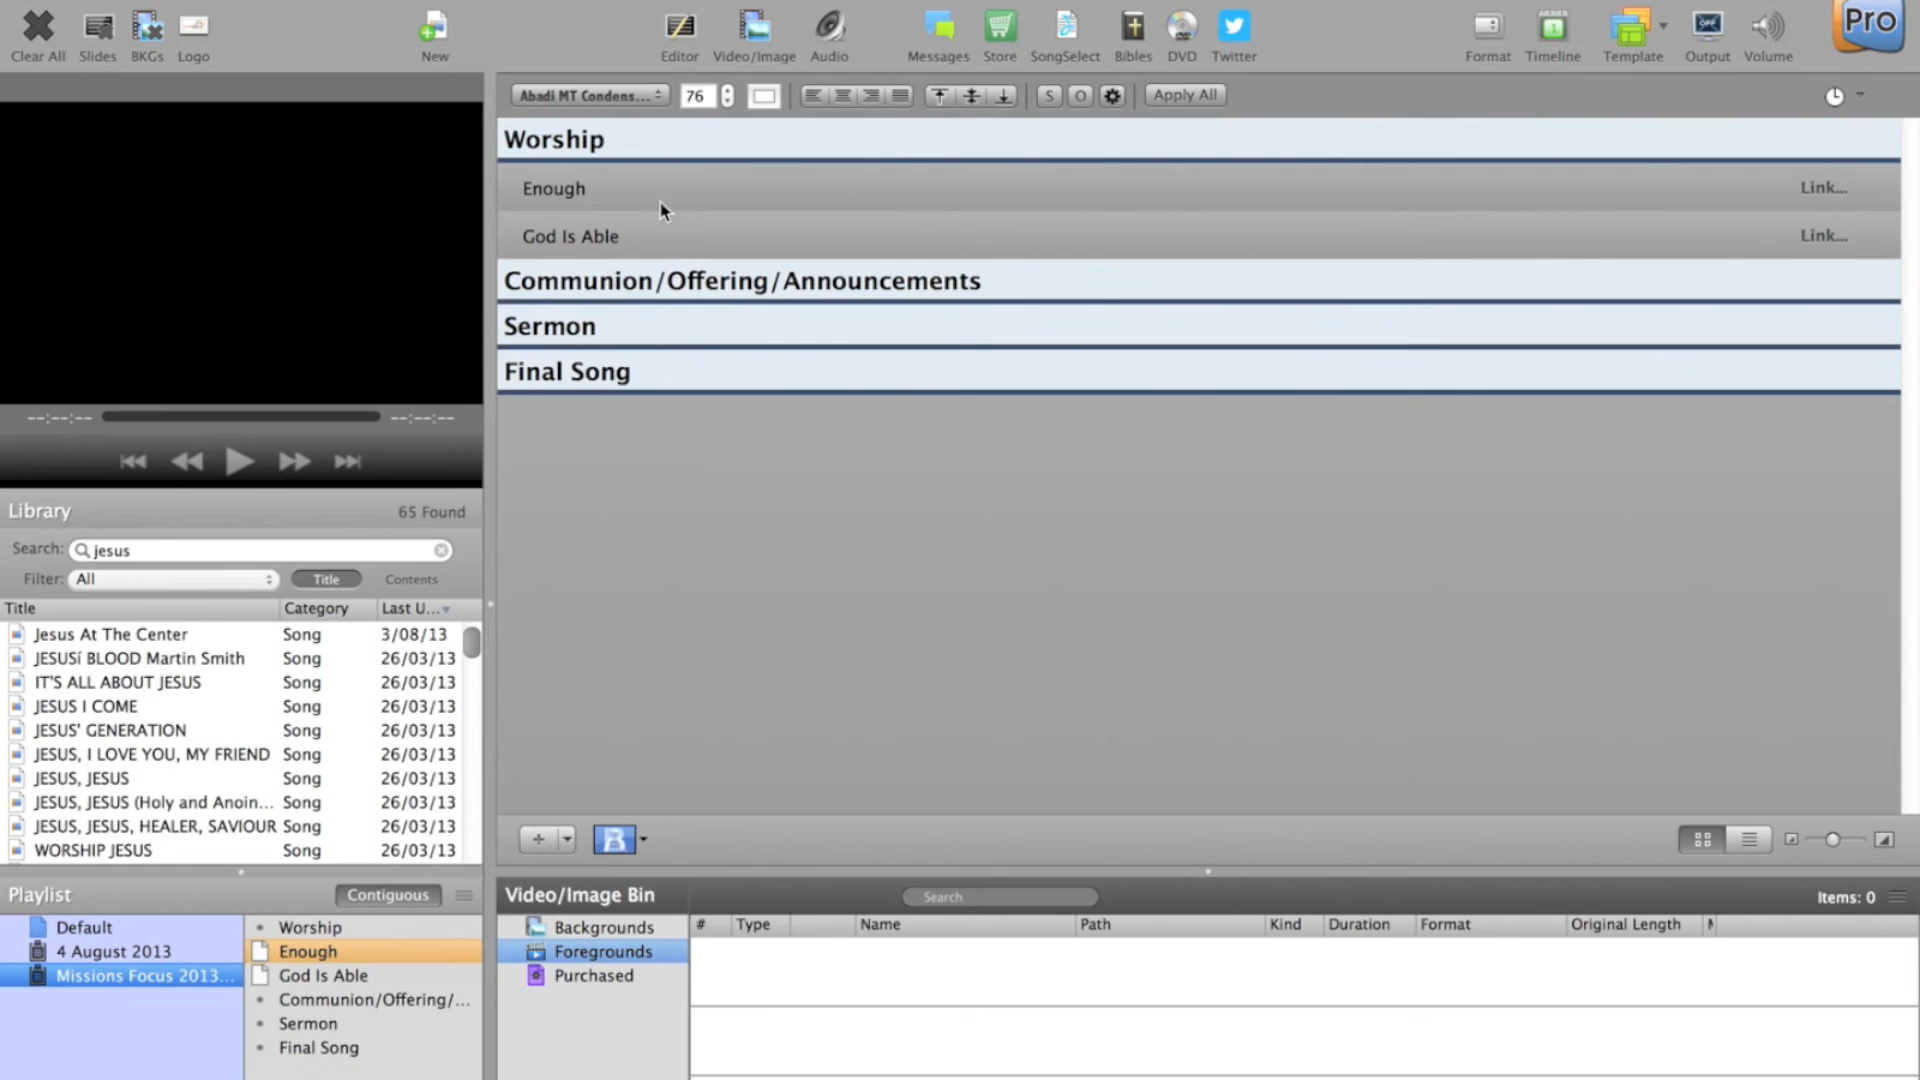 Clear All Slides BKGs Logo New Editor Video/Image Audio Messages Store SongSelect Bibles DVD Twitter Format Timeline Template Output Volume Pro
Abadi MT Condens... 76 S O Apply All
Worship
Enough Link...
God Is Able Link...
Communion/Offering/Announcements
Sermon
Final Song
--:--:-- --:--:--
Library 65 Found
Search: jesus
Filter: All Title Contents
Title Category Last U...
Jesus At The Center Song 3/08/13
JESUSí BLOOD Martin Smith Song 26/03/13
IT'S ALL ABOUT JESUS Song 26/03/13
JESUS I COME Song 26/03/13
JESUS' GENERATION Song 26/03/13
JESUS, I LOVE YOU, MY FRIEND Song 26/03/13
JESUS, JESUS Song 26/03/13
JESUS, JESUS (Holy and Anoin... Song 26/03/13
JESUS, JESUS, HEALER, SAVIOUR Song 26/03/13
WORSHIP JESUS Song 26/03/13
B
Playlist Contiguous
Default
4 August 2013
Missions Focus 2013...
Worship
Enough
God Is Able
Communion/Offering/...
Sermon
Final Song
Video/Image Bin Search Items: 0
Backgrounds
Foregrounds
Purchased
# Type Name Path Kind Duration Format Original Length